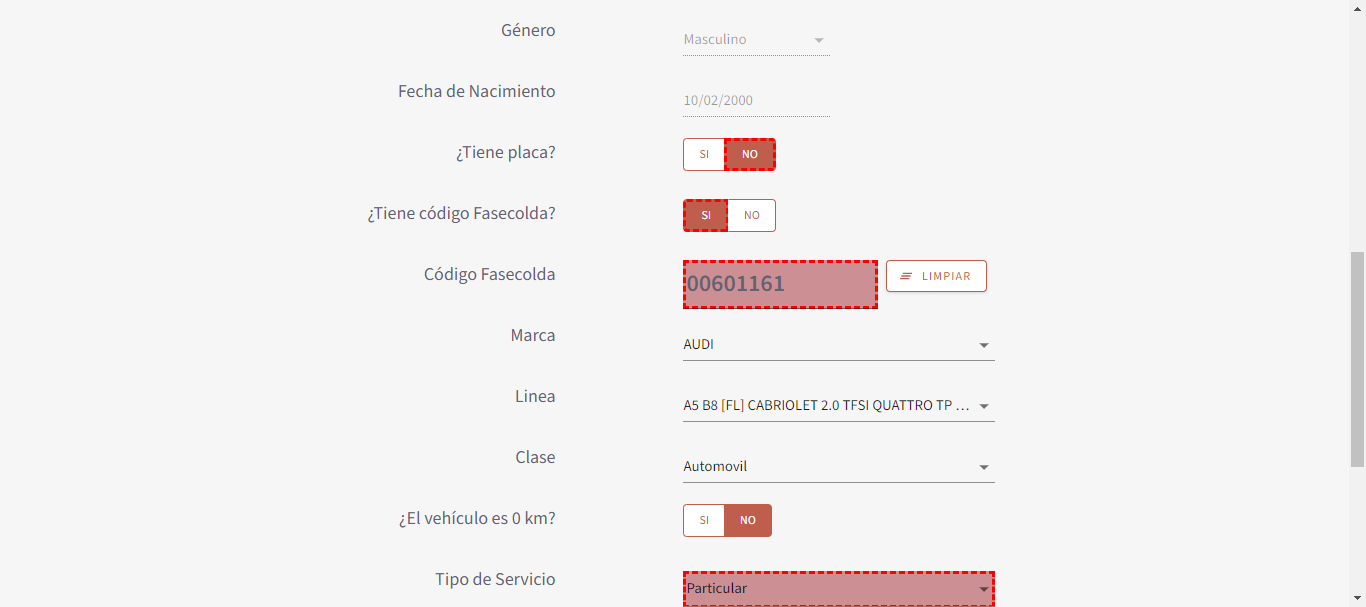 Género Masculino
Fecha de Nacimiento 10/02/2000
¿Tiene placa? SI NO
¿Tiene código Fasecolda? SI NO
Código Fasecolda 00601161 LIMPIAR
Marca AUDI
Linea A5 B8 [FL] CABRIOLET 2.0 TFSI QUATTRO TP ...
Clase Automovil
¿El vehículo es 0 km? SI NO
Tipo de Servicio Particular